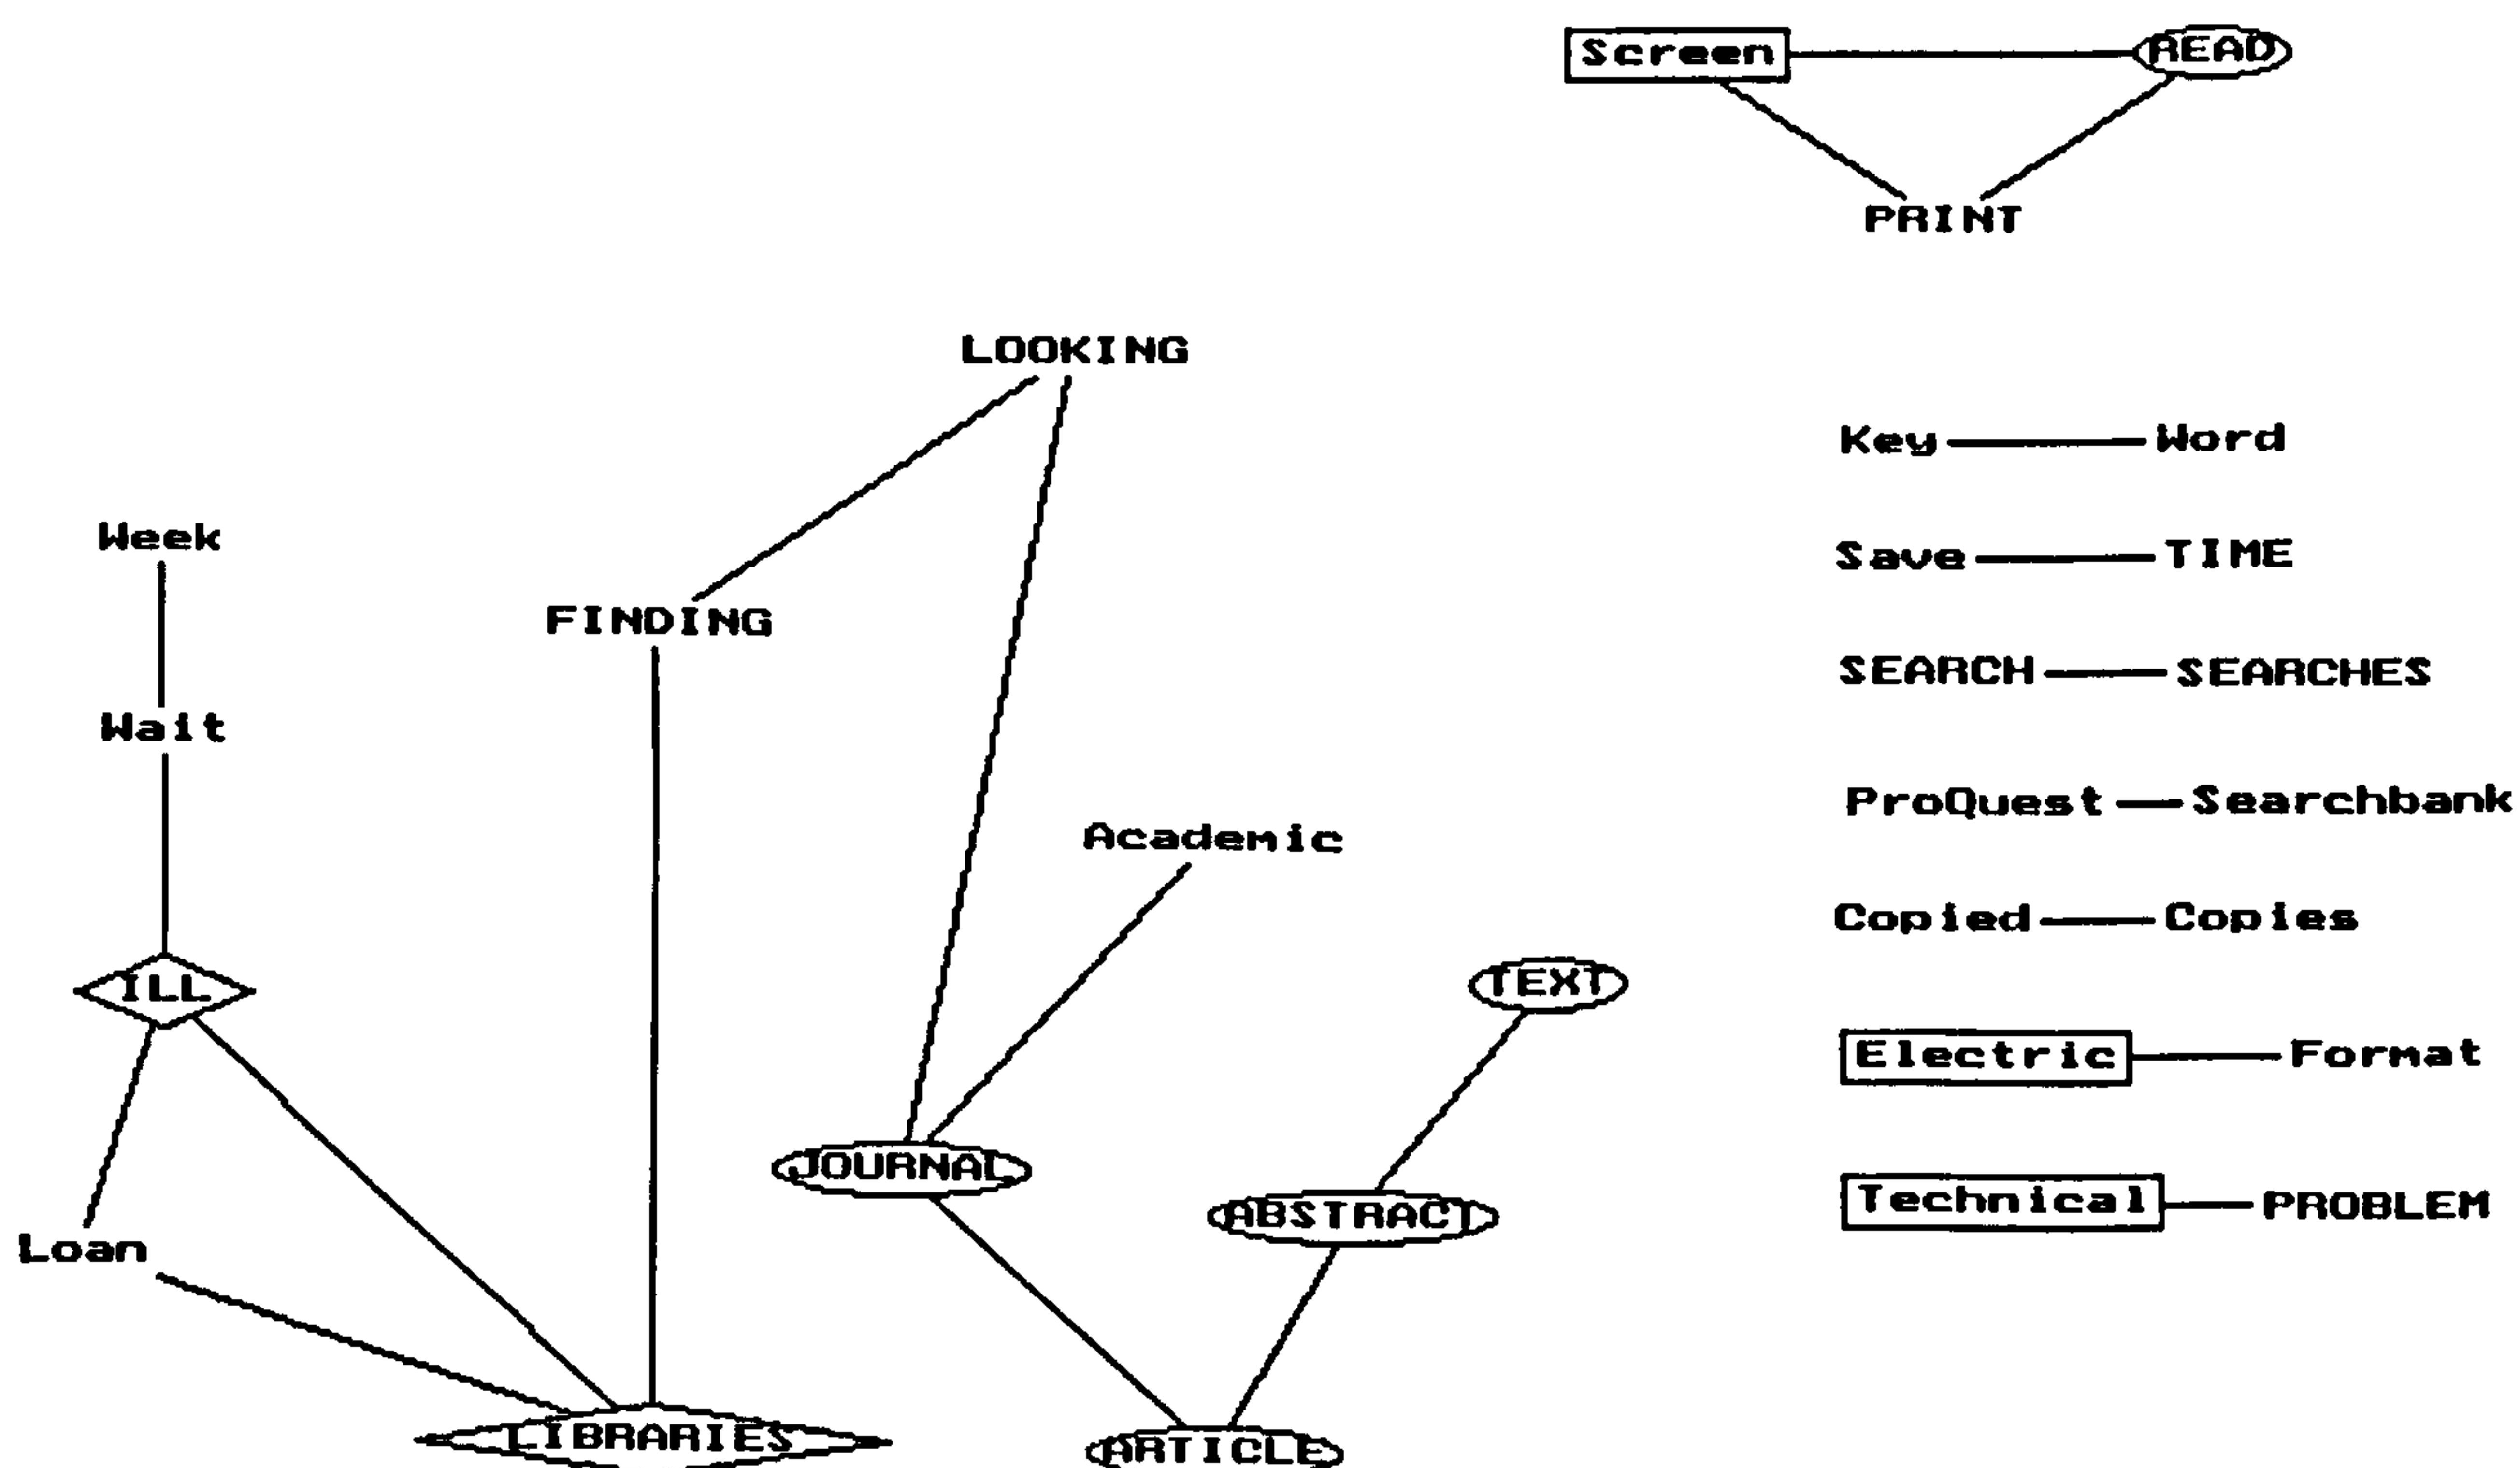 Screen READ
PRINT
LOOKING
Key Word
Week
Save TIME
FINDING
SEARCH SEARCHES
Wait
ProQuest Searchbank
Academic
Copied Copies
ILL
TEXT
Electric Format
JOURNAL
Technical PROBLEM
ABSTRACT
Loan
LIBRARIES
ARTICLE